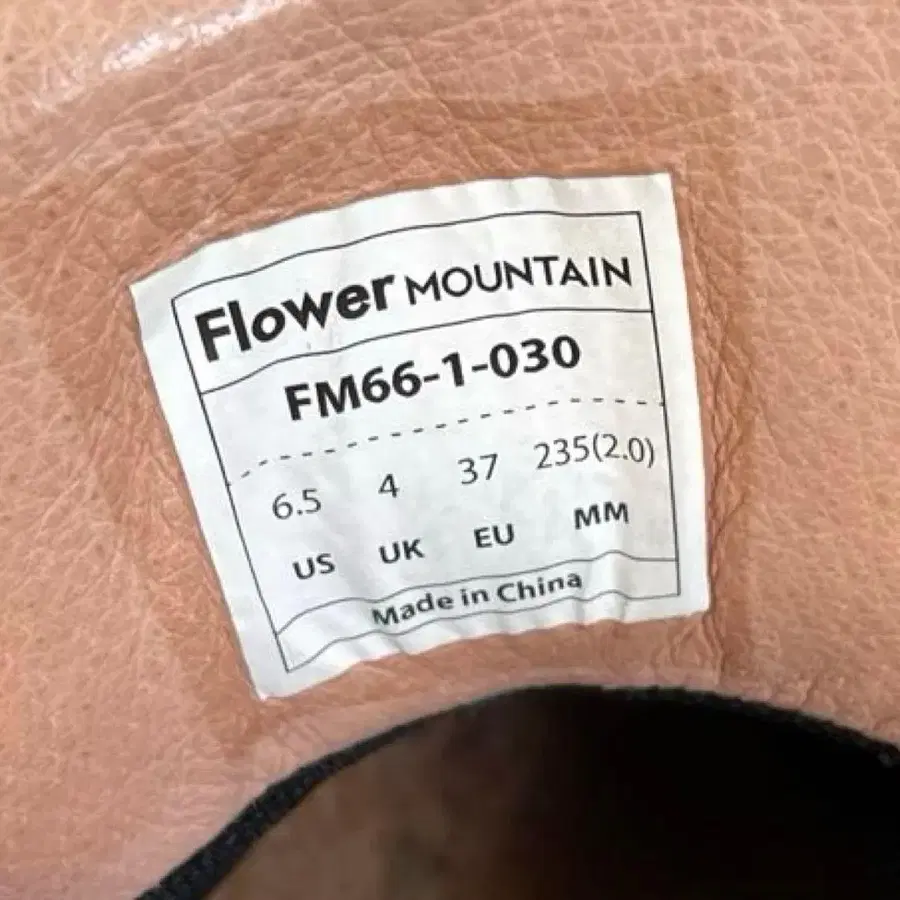 Flower MOUNTAIN
FM66-1-030
6.5 4 37 235(2.0)
US UK EU MM
Made in China